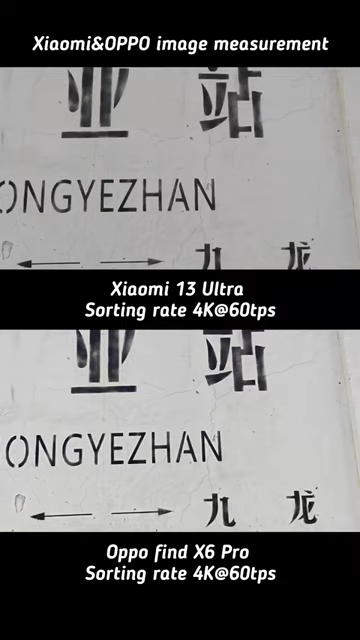 Xiaomi&OPPO image measurement
业 站
ONGYEZHAN
九 龙
Xiaomi 13 Ultra
Sorting rate 4K@60tps
业 站
ONGYEZHAN
九 龙
Oppo find X6 Pro
Sorting rate 4K@60tps